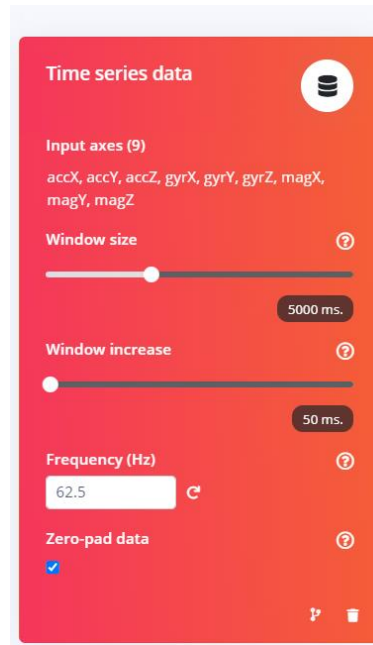 Time series data
Input axes (9)
accX, accY, accZ, gyrX, gyrY, gyrZ, magX,
magY, magZ
Window size
5000 ms.
Window increase
50 ms.
Frequency (Hz)
62.5
Zero-pad data